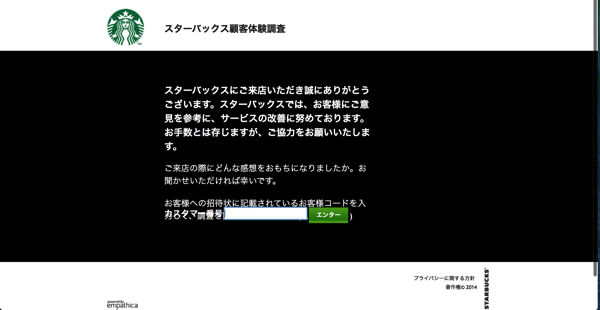 スターバックス顧客体験調査
スターバックスにご来店いただき誠にありがとう
ございます。スターバックスでは、お客様にご意
見を参考に、サービスの改善に努めております。
お手数とは存じますが、ご協力をお願いいたしま
す。
ご来店の際にどんな感想をおもちになりましたか。お
聞かせいただければ幸いです。
お客様への招待状に記載されているお客様コードを入
カスタマー番号
エンター
)
プライバシーに関する方針
著作権© 2014
STARBUCKS
powered by
empathica